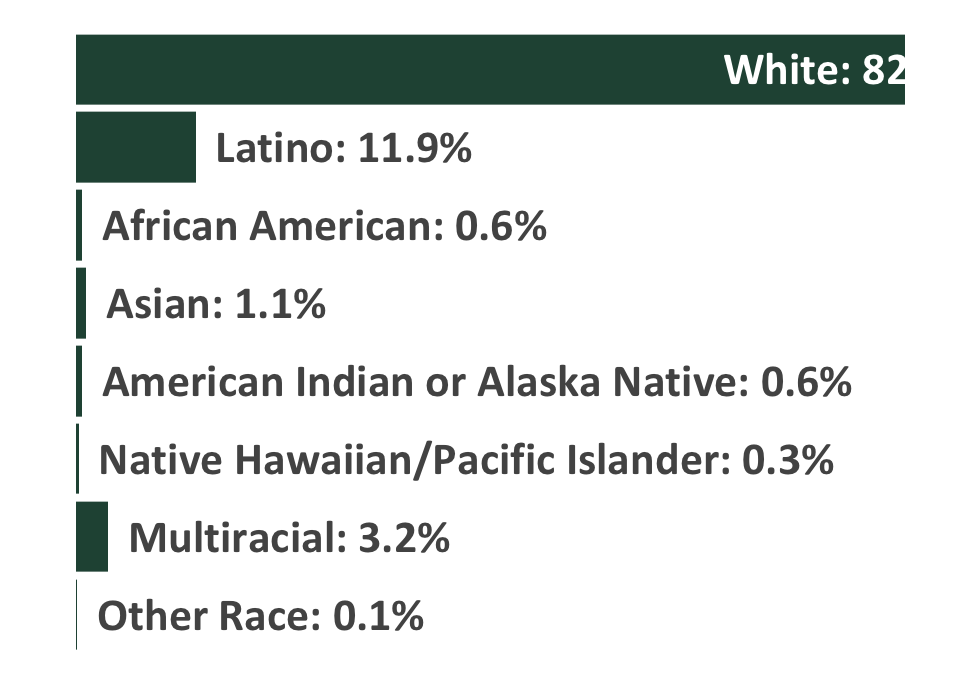 White: 82
Latino: 11.9%
African American: 0.6%
Asian: 1.1%
American Indian or Alaska Native: 0.6%
Native Hawaiian/Pacific Islander: 0.3%
Multiracial: 3.2%
Other Race: 0.1%